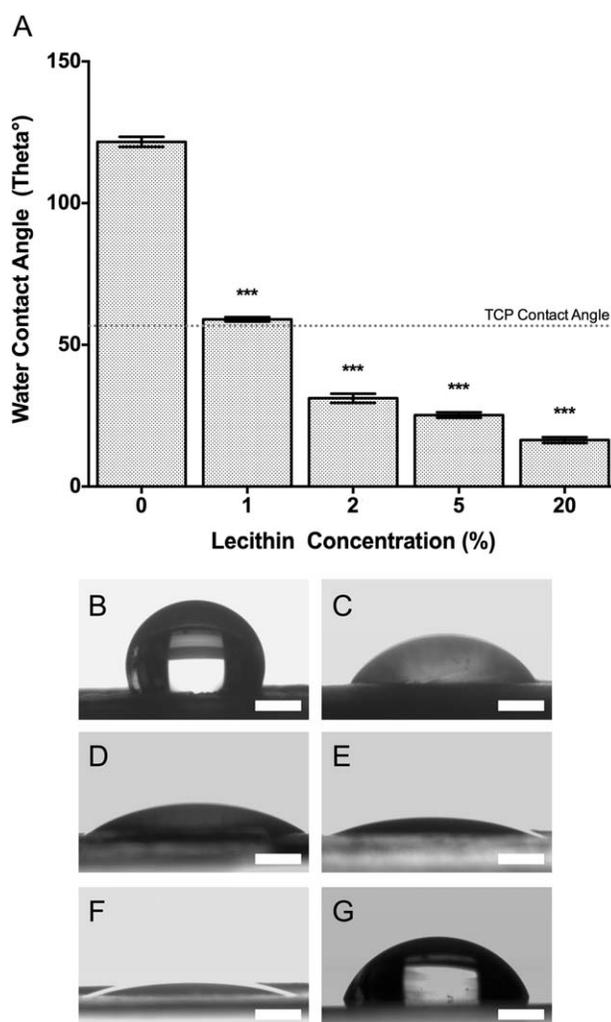 A
150
100
50
0
Water Contact Angle (Theta°)
***
***
***
***
TCP Contact Angle
0 1 2 5 20
Lecithin Concentration (%)
B
C
D
E
F
G